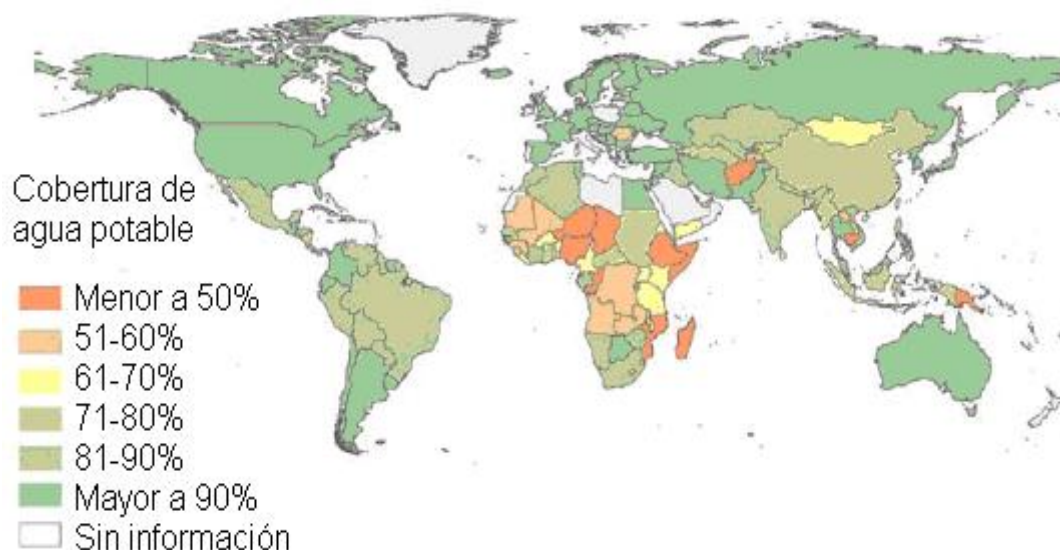 Cobertura de
agua potable
Menor a 50%
51-60%
61-70%
71-80%
81-90%
Mayor a 90%
Sin información